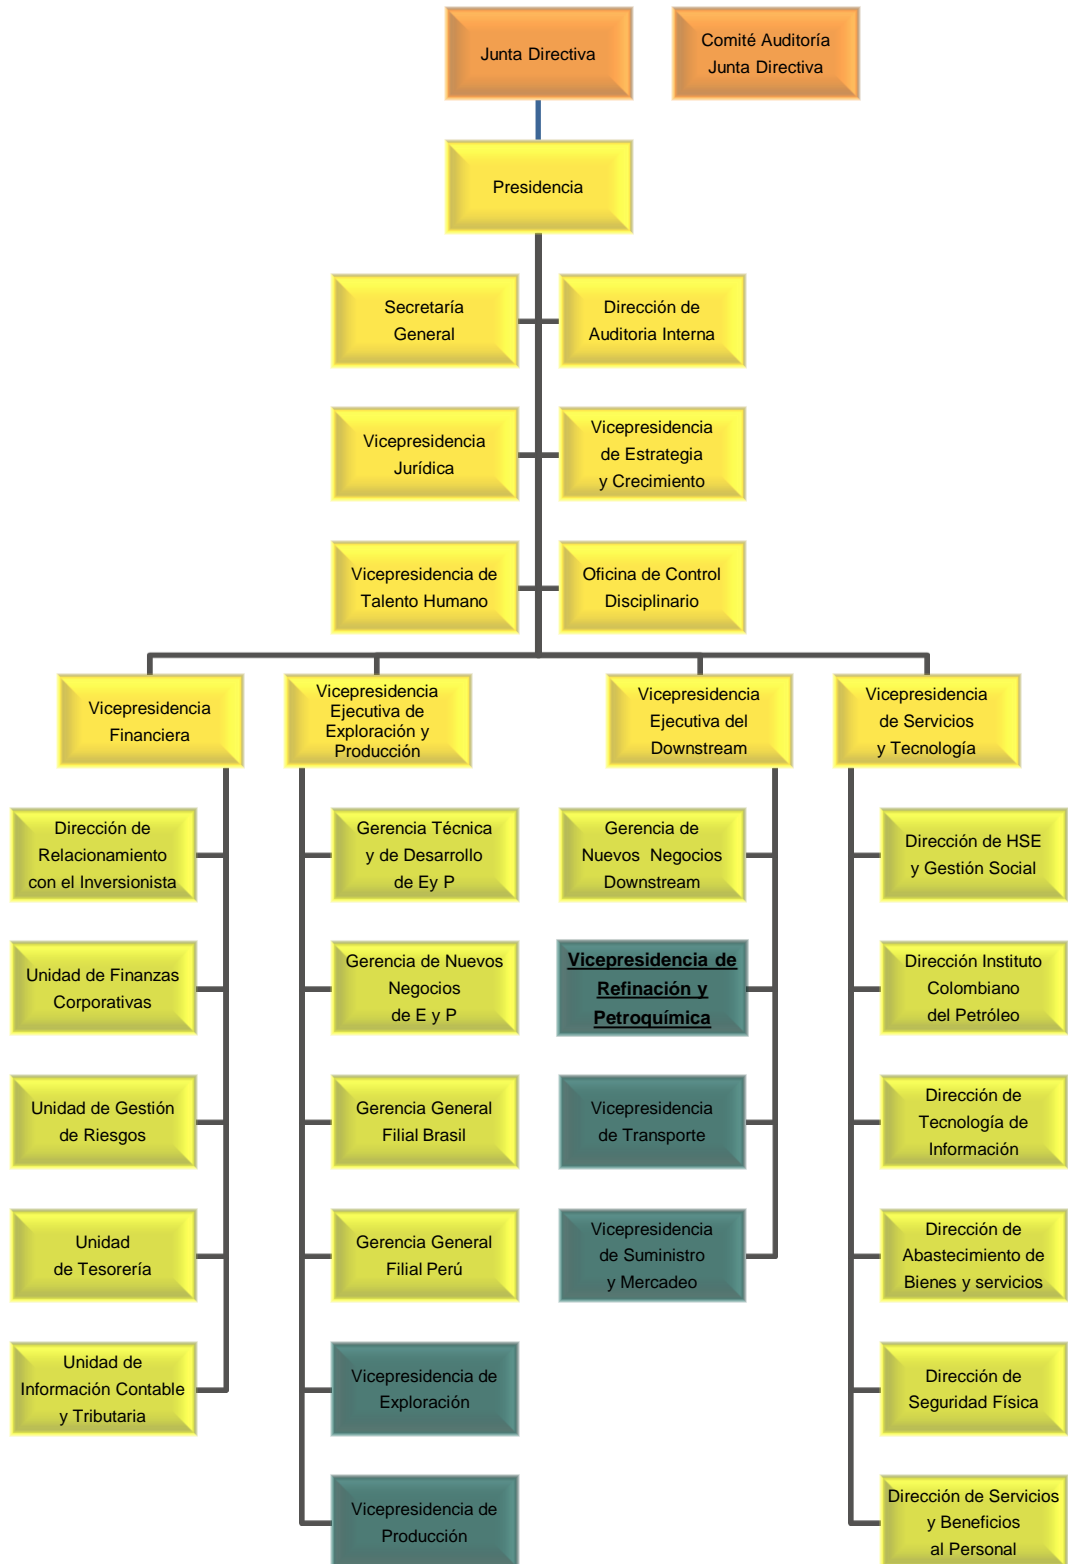 Junta Directiva
Comité Auditoría
Junta Directiva
Presidencia
Secretaría
General
Dirección de
Auditoria Interna
Vicepresidencia
Jurídica
Vicepresidencia
de Estrategia
y Crecimiento
Vicepresidencia de
Talento Humano
Oficina de Control
Disciplinario
Vicepresidencia
Financiera
Vicepresidencia
Ejecutiva de
Exploración y
Producción
Vicepresidencia
Ejecutiva del
Downstream
Vicepresidencia
de Servicios
y Tecnología
Dirección de
Relacionamiento
con el Inversionista
Gerencia Técnica
y de Desarrollo
de Ey P
Gerencia de
Nuevos Negocios
Downstream
Dirección de HSE
y Gestión Social
Unidad de Finanzas
Corporativas
Gerencia de Nuevos
Negocios
de E y P
Vicepresidencia de
Refinación y
Petroquímica
Dirección Instituto
Colombiano
del Petróleo
Unidad de Gestión
de Riesgos
Gerencia General
Filial Brasil
Vicepresidencia
de Transporte
Dirección de
Tecnología de
Información
Unidad
de Tesorería
Gerencia General
Filial Perú
Vicepresidencia
de Suministro
y Mercadeo
Dirección de
Abastecimiento de
Bienes y servicios
Unidad de
Información Contable
y Tributaria
Vicepresidencia de
Exploración
Dirección de
Seguridad Física
Vicepresidencia de
Producción
Dirección de Servicios
y Beneficios
al Personal